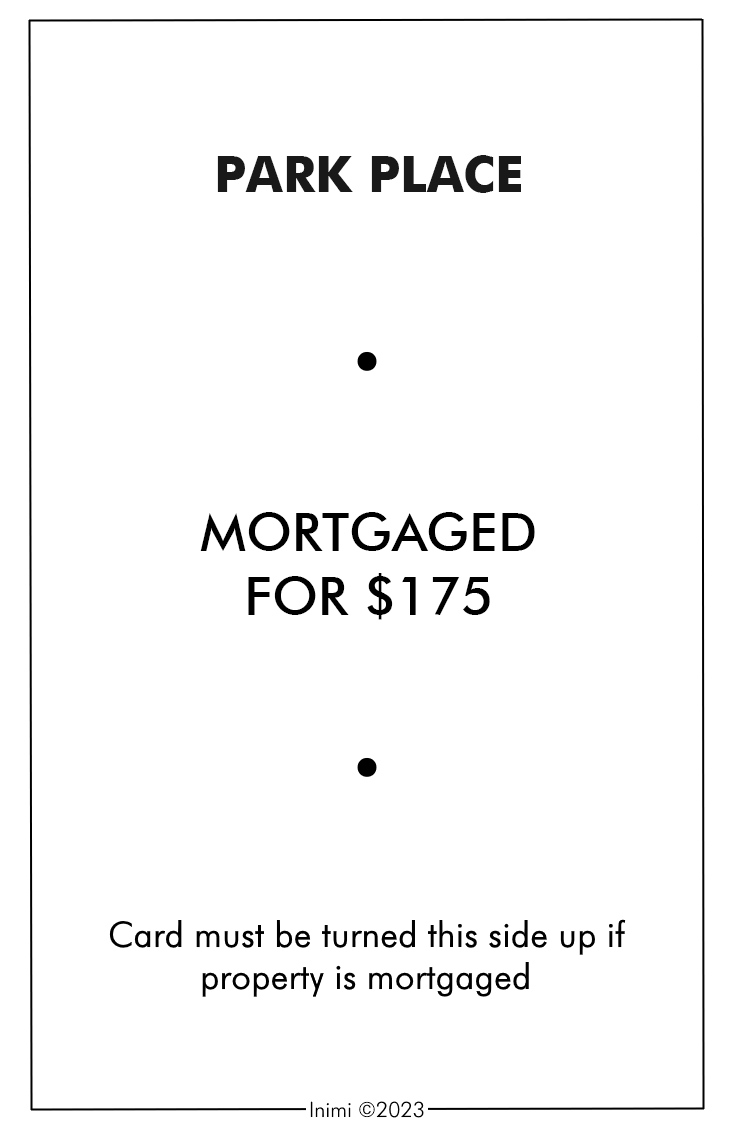 PARK PLACE
MORTGAGED
FOR $175
Card must be turned this side up if
property is mortgaged
Inimi ©2023